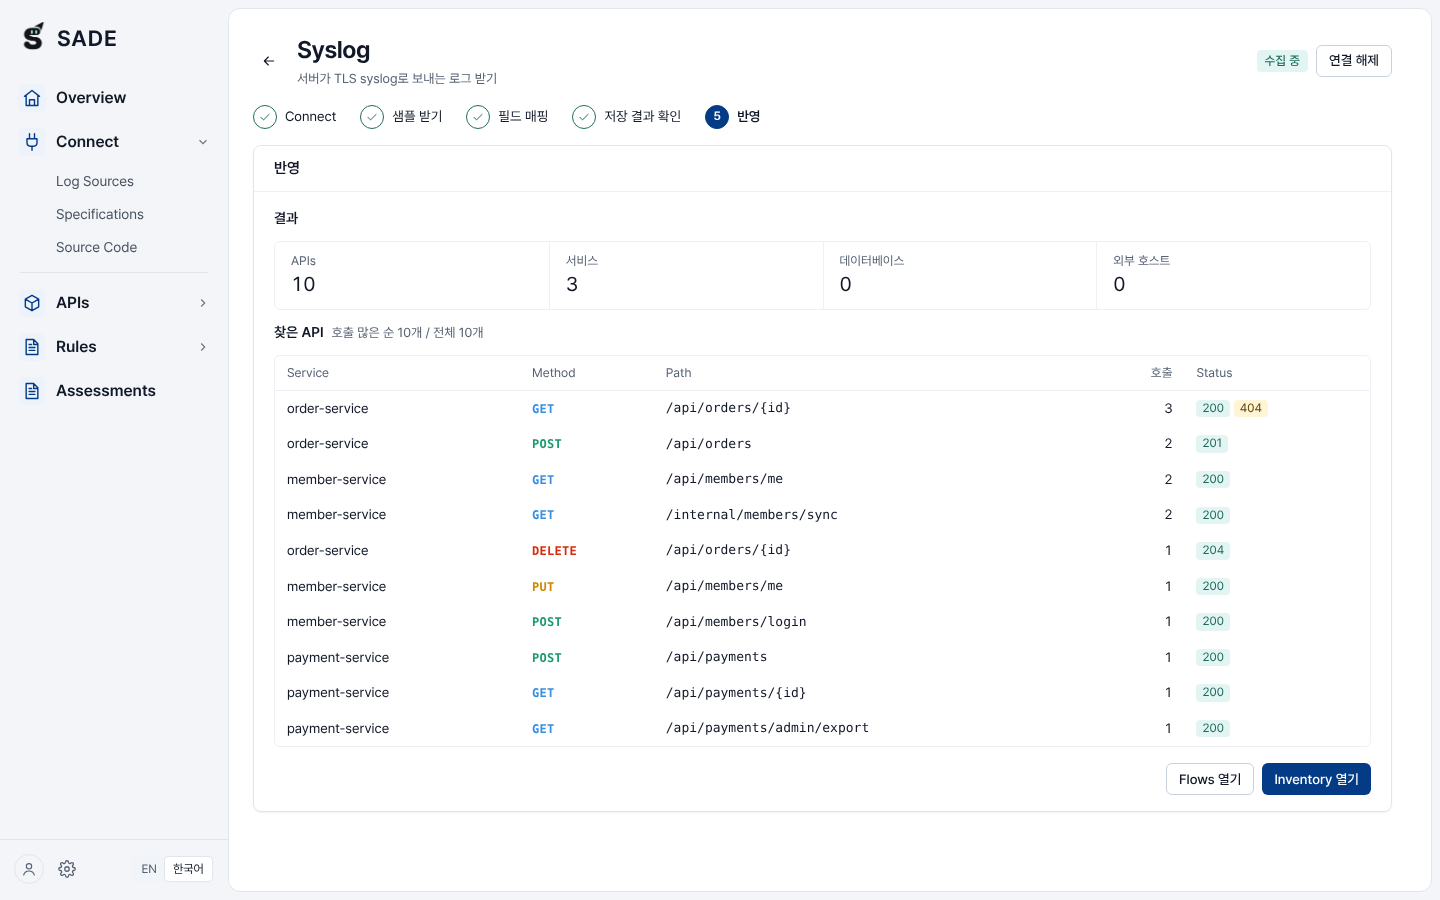 SADE
Overview
Connect
Log Sources
Specifications
Source Code
APIs
Rules
Assessments
EN 한국어
Syslog
서버가 TLS syslog로 보내는 로그 받기
수집 중 연결 해제
Connect 샘플 받기 필드 매핑 저장 결과 확인 5 반영
반영
결과
APIs 서비스 데이터베이스 외부 호스트
10 3 0 0
찾은 API 호출 많은 순 10개 / 전체 10개
Service Method Path 호출 Status
order-service GET /api/orders/{id} 3 200 404
order-service POST /api/orders 2 201
member-service GET /api/members/me 2 200
member-service GET /internal/members/sync 2 200
order-service DELETE /api/orders/{id} 1 204
member-service PUT /api/members/me 1 200
member-service POST /api/members/login 1 200
payment-service POST /api/payments 1 200
payment-service GET /api/payments/{id} 1 200
payment-service GET /api/payments/admin/export 1 200
Flows 열기 Inventory 열기